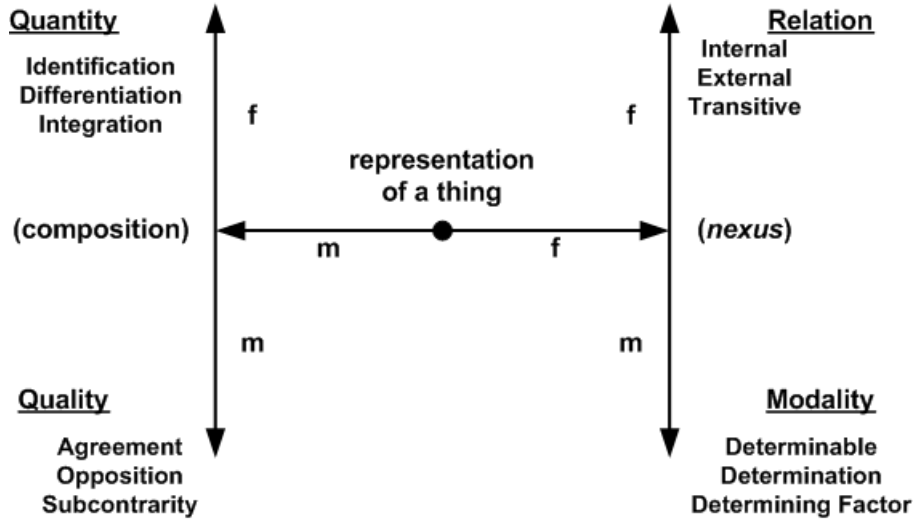 Quantity
Identification
Differentiation
Integration
f
Relation
Internal
External
Transitive
f
representation
of a thing
(composition)
m
f
(nexus)
m
m
Quality
Agreement
Opposition
Subcontrarity
Modality
Determinable
Determination
Determining Factor